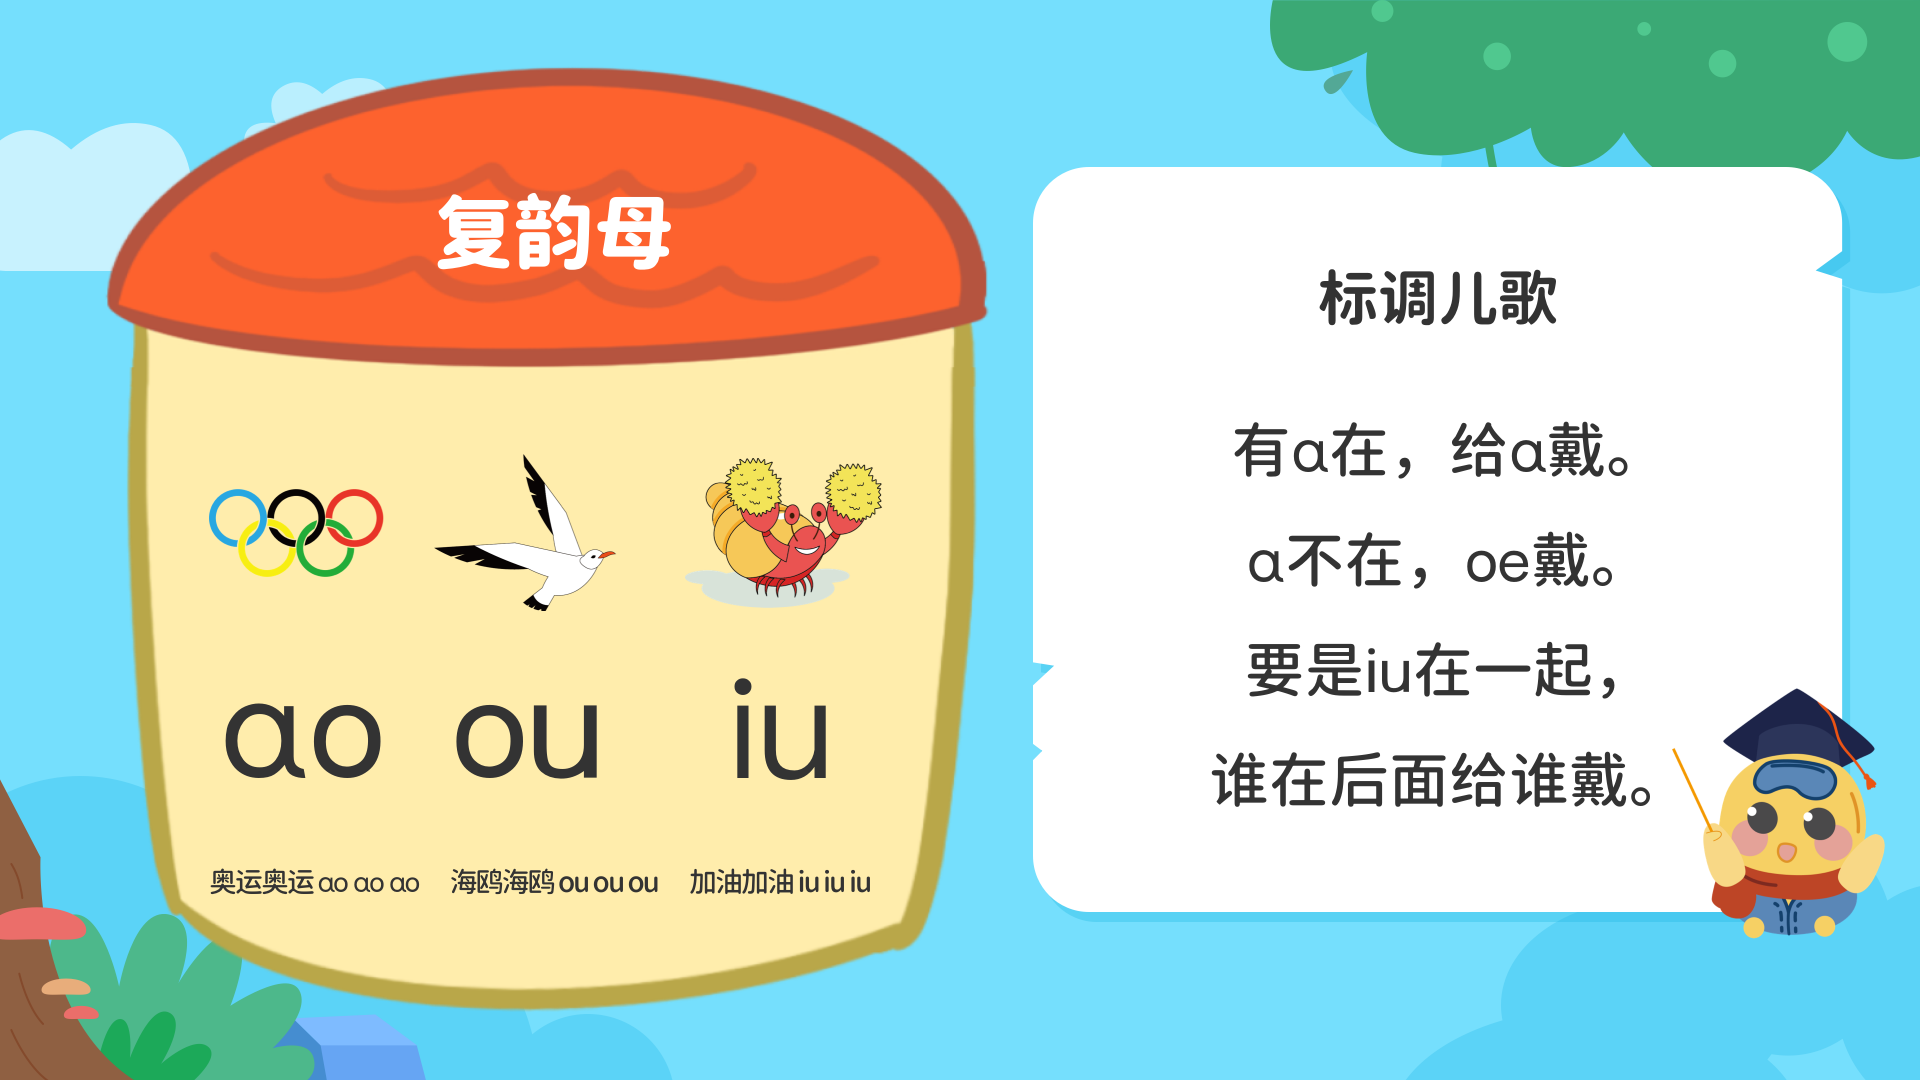 复韵母
ɑo ou iu
奥运奥运 ɑo ɑo ɑo 海鸥海鸥 ou ou ou 加油加油 iu iu iu
标调儿歌
有ɑ在，给ɑ戴。
ɑ不在，oe戴。
要是iu在一起，
谁在后面给谁戴。